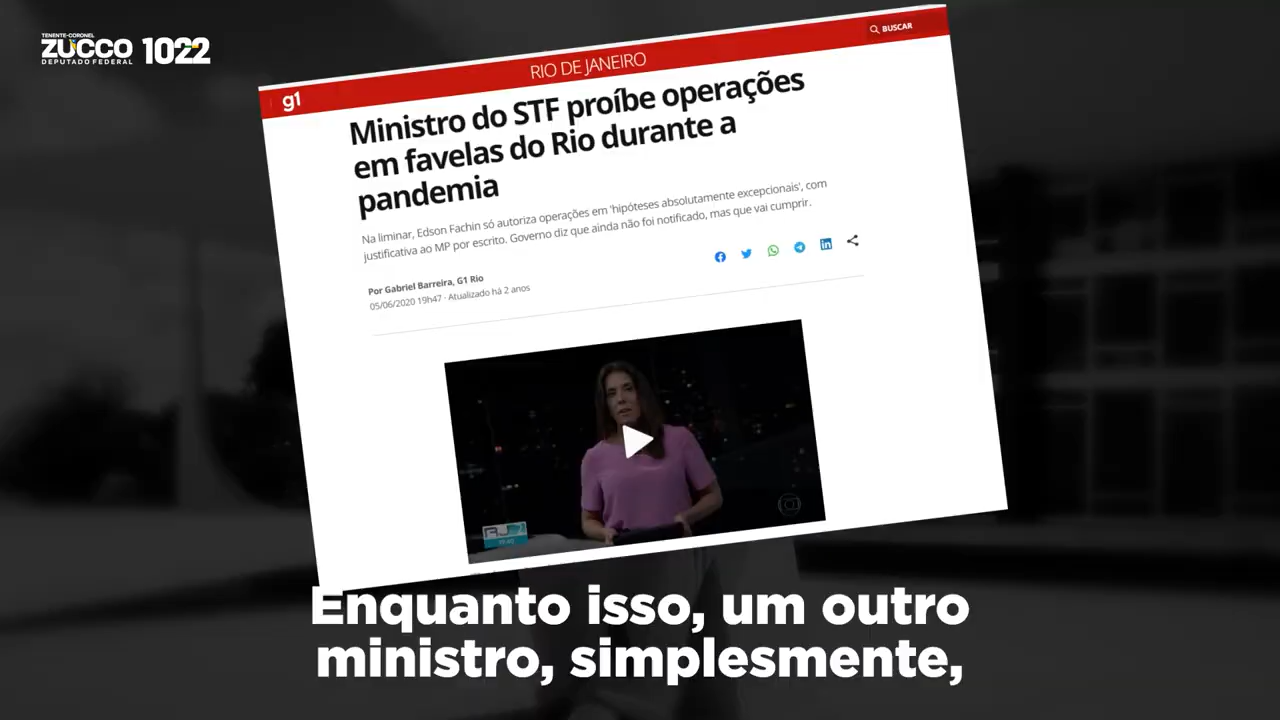 TENENTE-CORONEL
ZUCCO 1022
DEPUTADO FEDERAL
BUSCAR
RIO DE JANEIRO
g1
Ministro do STF proíbe operações
em favelas do Rio durante a
pandemia
Na liminar, Edson Fachin só autoriza operações em 'hipóteses absolutamente excepcionais', com
justificativa ao MP por escrito. Governo diz que ainda não foi notificado, mas que vai cumprir.
Por Gabriel Barreira, G1 Rio
05/06/2020 19h47 · Atualizado há 2 anos
RJ2
Enquanto isso, um outro
ministro, simplesmente,